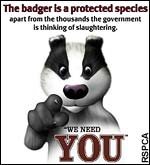 The badger is a protected species
apart from the thousands the government
is thinking of slaughtering.
"WE NEED
YOU"
RSPCA